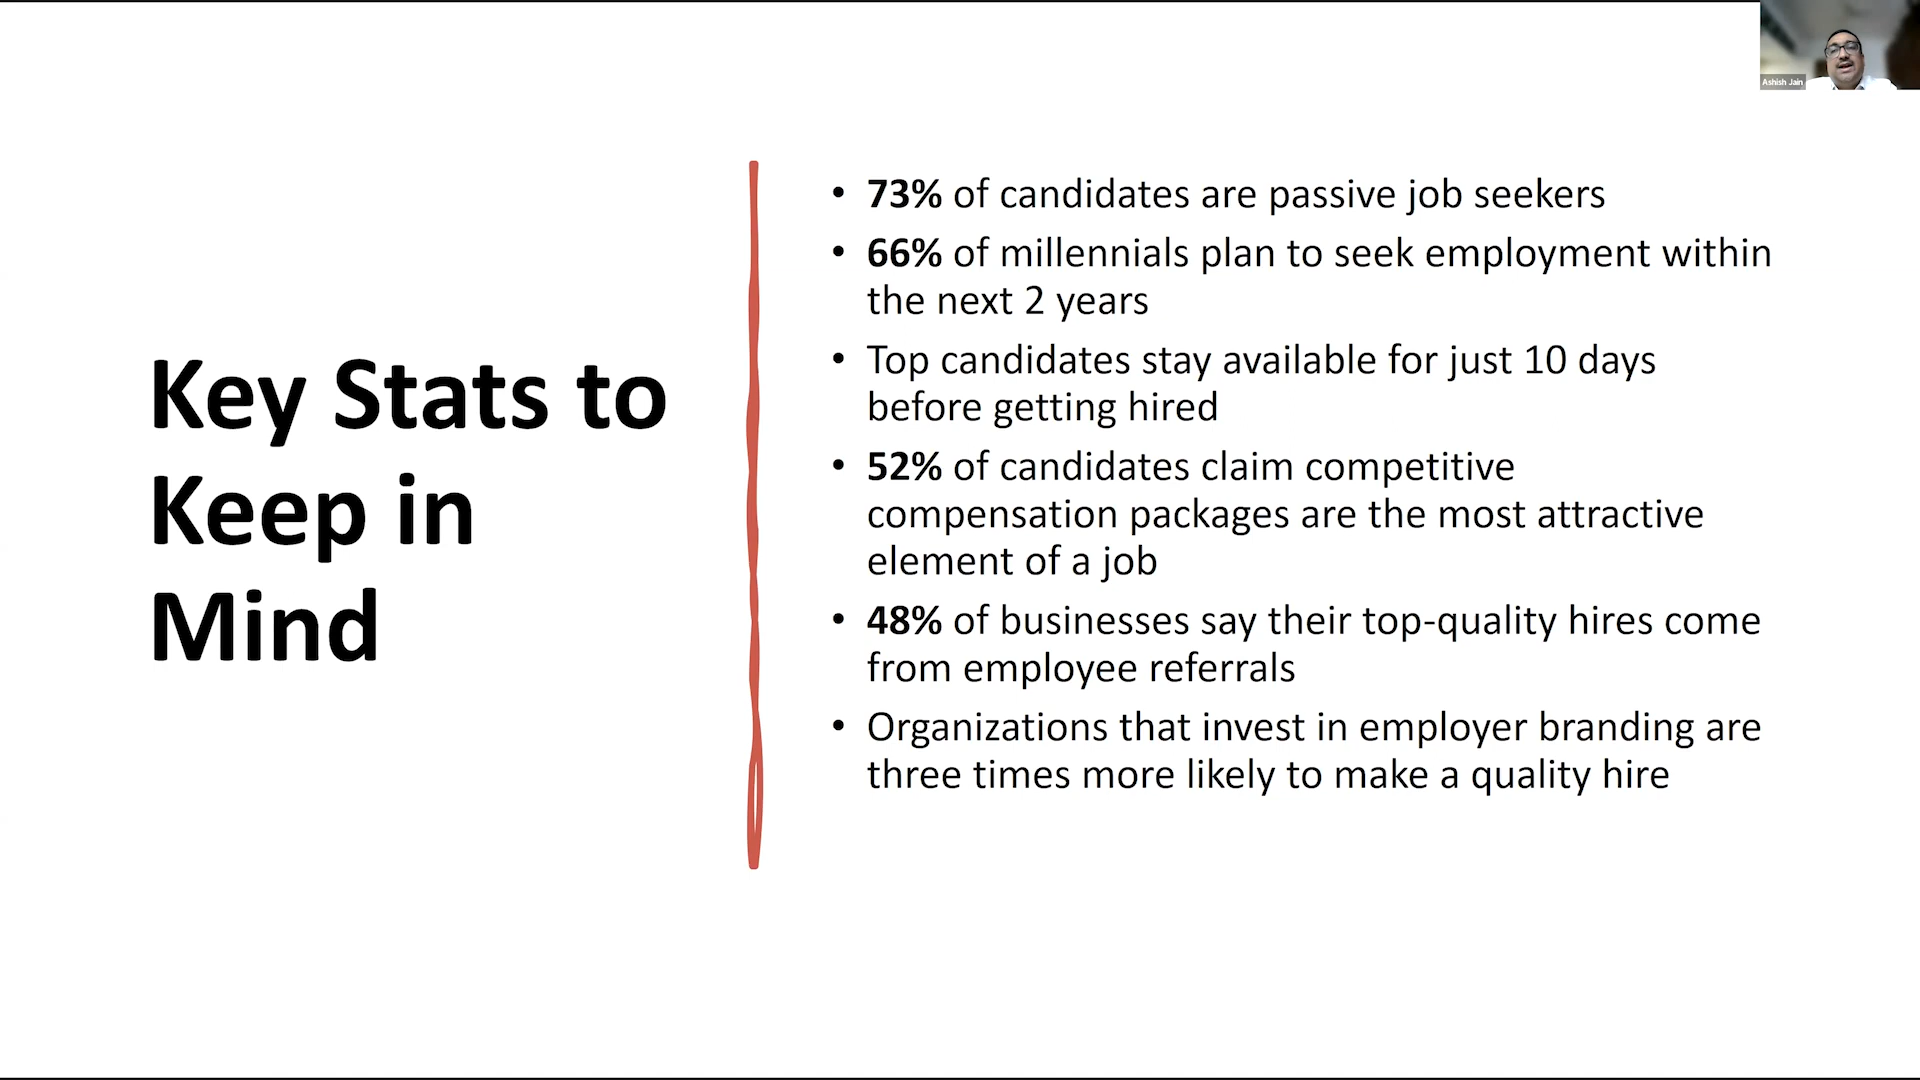 Ashish Jain
Key Stats to
Keep in
Mind
• 73% of candidates are passive job seekers
• 66% of millennials plan to seek employment within
the next 2 years
• Top candidates stay available for just 10 days
before getting hired
• 52% of candidates claim competitive
compensation packages are the most attractive
element of a job
• 48% of businesses say their top-quality hires come
from employee referrals
• Organizations that invest in employer branding are
three times more likely to make a quality hire